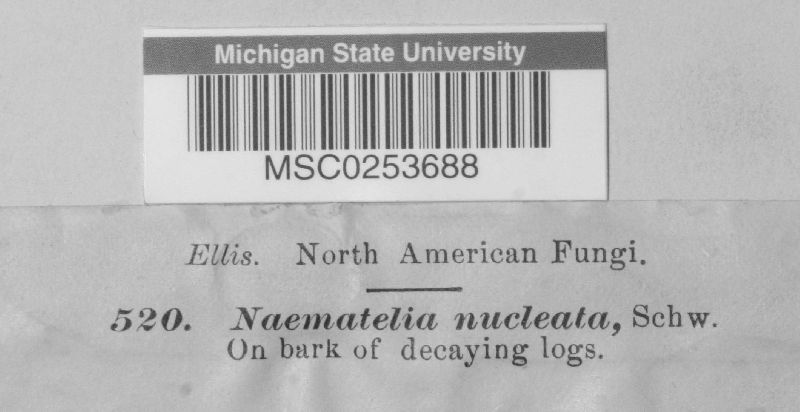 Michigan State University
MSC0253688
Ellis. North American Fungi.
520. Naematelia nucleata, Schw.
On bark of decaying logs.